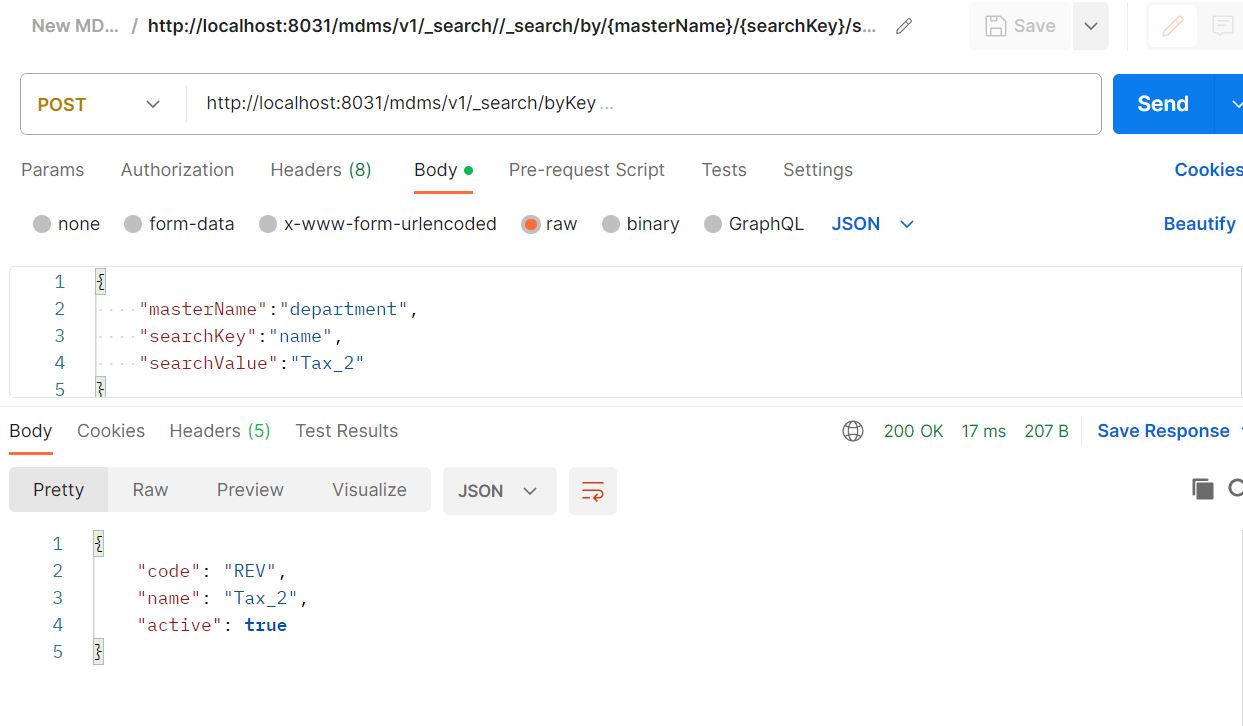 New MD... / http://localhost:8031/mdms/v1/_search//_search/by/{masterName}/{searchKey}/s... Save
POST http://localhost:8031/mdms/v1/_search/byKey ... Send
Params Authorization Headers (8) Body Pre-request Script Tests Settings Cookies
none form-data x-www-form-urlencoded raw binary GraphQL JSON Beautify
1 {
2 "masterName":"department",
3 "searchKey":"name",
4 "searchValue":"Tax_2"
5 }
Body Cookies Headers (5) Test Results 200 OK 17 ms 207 B Save Response
Pretty Raw Preview Visualize JSON
1 {
2 "code": "REV",
3 "name": "Tax_2",
4 "active": true
5 }